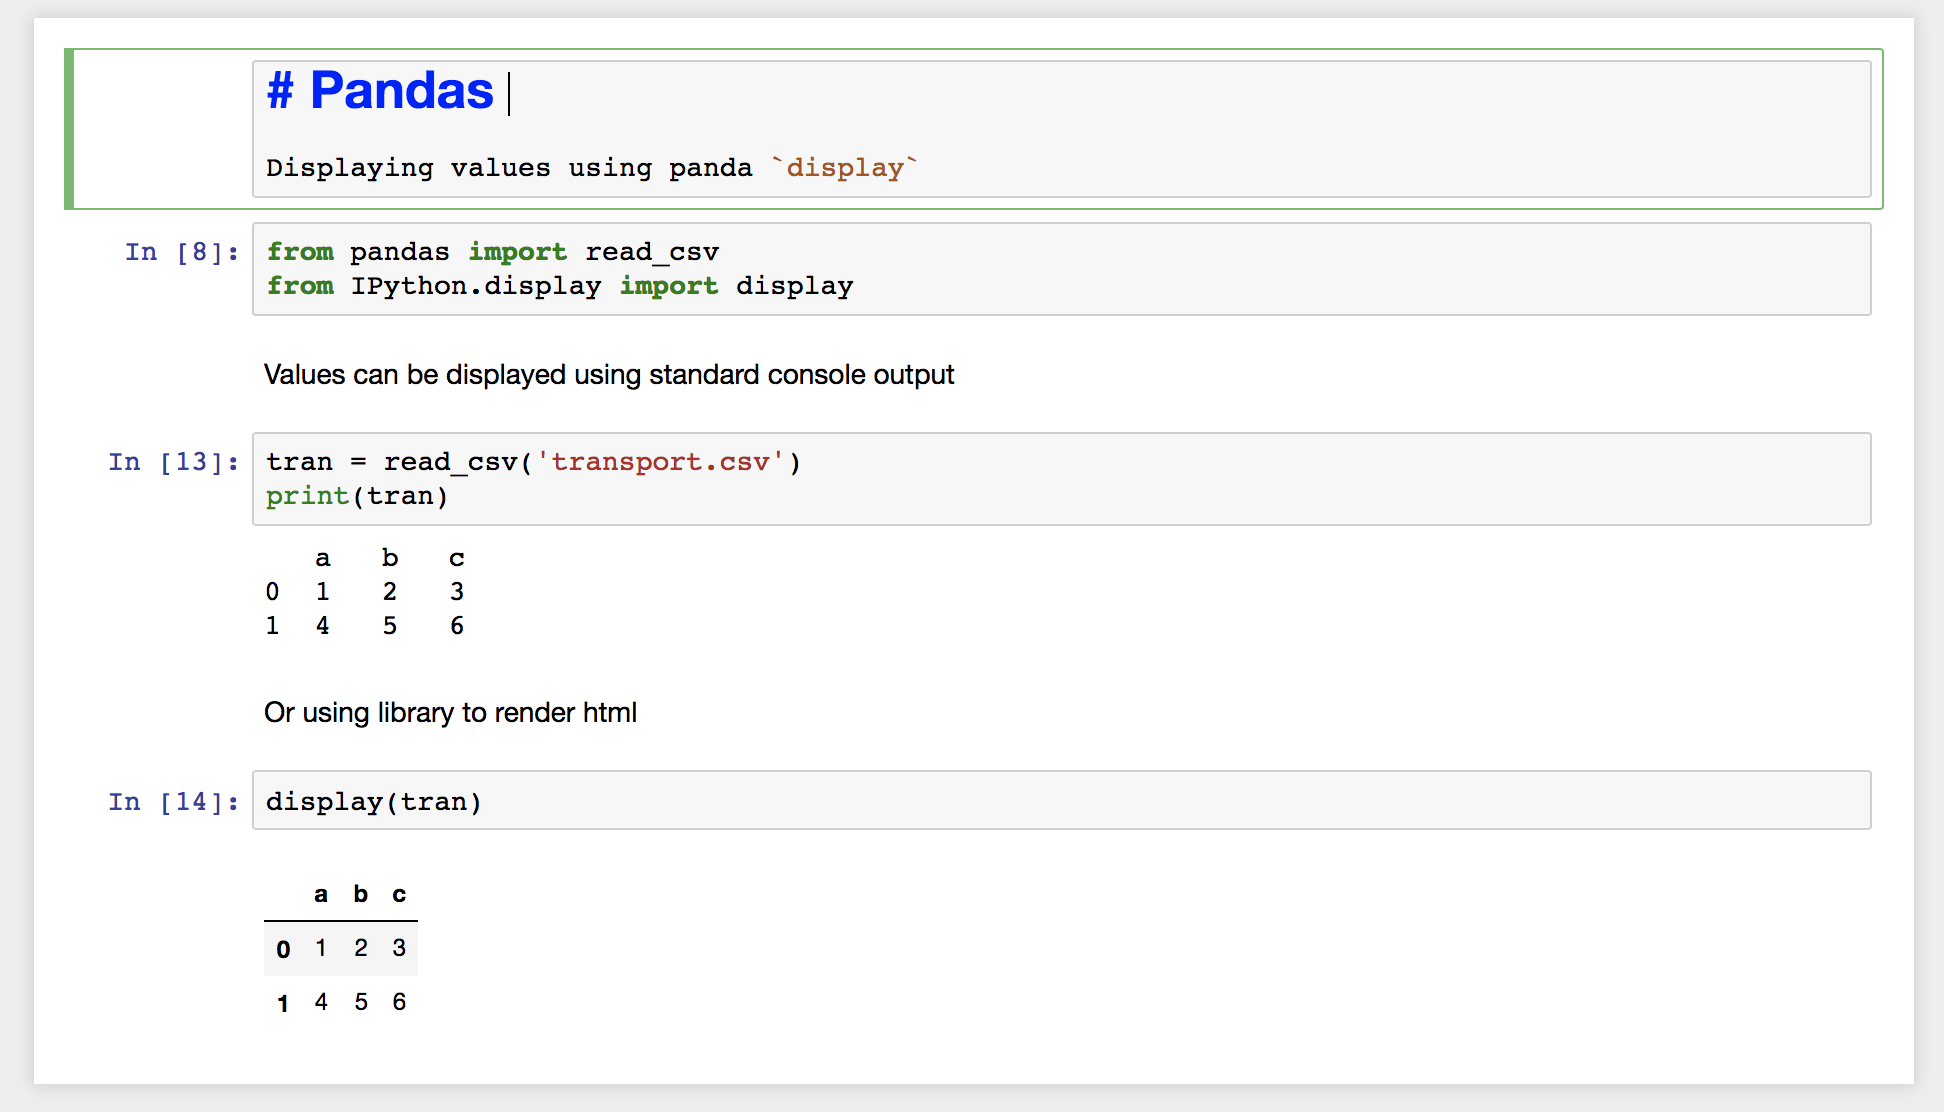 # Pandas
Displaying values using panda `display`
In [8]: from pandas import read_csv
from IPython.display import display
Values can be displayed using standard console output
In [13]: tran = read_csv('transport.csv')
print(tran)
a b c
0 1 2 3
1 4 5 6
Or using library to render html
In [14]: display(tran)
a b c
0 1 2 3
1 4 5 6